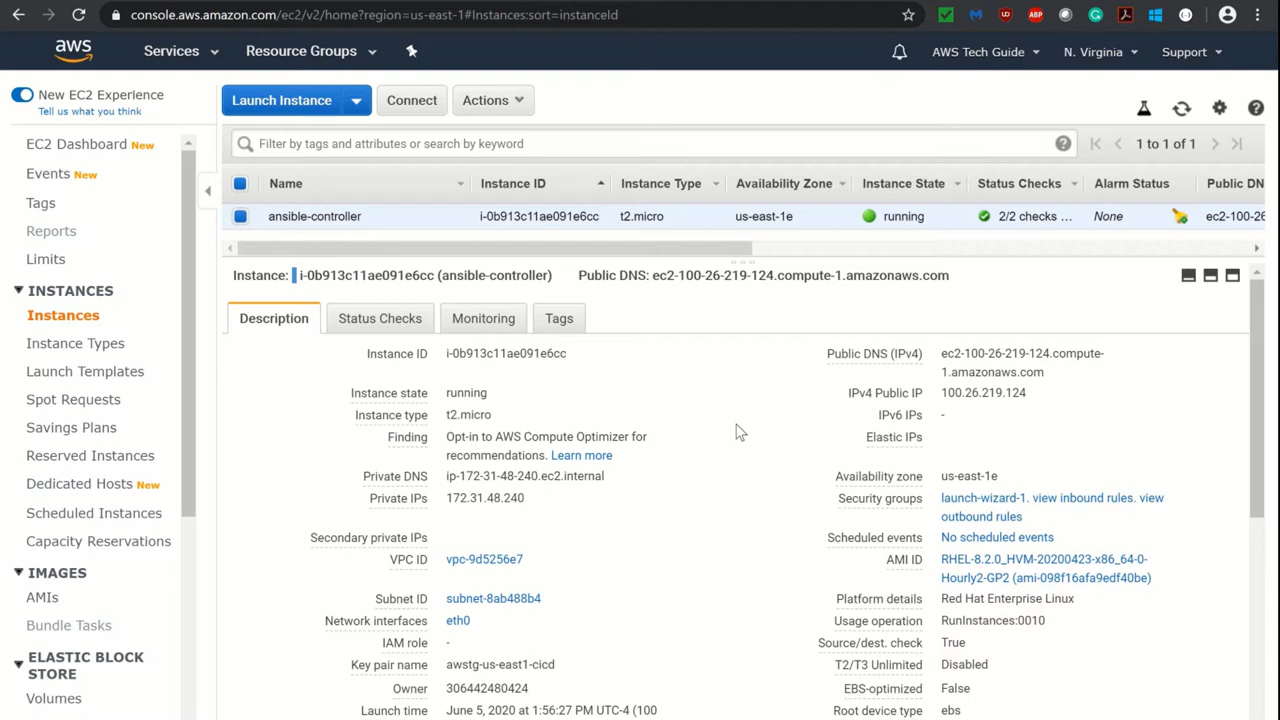 console.aws.amazon.com/ec2/v2/home?region=us-east-1#Instances:sort=instanceId
aws Services Resource Groups AWS Tech Guide N. Virginia Support
New EC2 Experience
Tell us what you think
EC2 Dashboard New
Events New
Tags
Reports
Limits
INSTANCES
Instances
Instance Types
Launch Templates
Spot Requests
Savings Plans
Reserved Instances
Dedicated Hosts New
Scheduled Instances
Capacity Reservations
IMAGES
AMIs
Bundle Tasks
ELASTIC BLOCK
STORE
Volumes
Launch Instance Connect Actions
Filter by tags and attributes or search by keyword 1 to 1 of 1
Name Instance ID Instance Type Availability Zone Instance State Status Checks Alarm Status Public DN
ansible-controller i-0b913c11ae091e6cc t2.micro us-east-1e running 2/2 checks ... None ec2-100-26
Instance: i-0b913c11ae091e6cc (ansible-controller) Public DNS: ec2-100-26-219-124.compute-1.amazonaws.com
Description Status Checks Monitoring Tags
Instance ID i-0b913c11ae091e6cc
Instance state running
Instance type t2.micro
Finding Opt-in to AWS Compute Optimizer for
recommendations. Learn more
Private DNS ip-172-31-48-240.ec2.internal
Private IPs 172.31.48.240
Secondary private IPs
VPC ID vpc-9d5256e7
Subnet ID subnet-8ab488b4
Network interfaces eth0
IAM role -
Key pair name awstg-us-east1-cicd
Owner 306442480424
Launch time June 5, 2020 at 1:56:27 PM UTC-4 (100
Public DNS (IPv4) ec2-100-26-219-124.compute-
1.amazonaws.com
IPv4 Public IP 100.26.219.124
IPv6 IPs -
Elastic IPs
Availability zone us-east-1e
Security groups launch-wizard-1. view inbound rules. view
outbound rules
Scheduled events No scheduled events
AMI ID RHEL-8.2.0_HVM-20200423-x86_64-0-
Hourly2-GP2 (ami-098f16afa9edf40be)
Platform details Red Hat Enterprise Linux
Usage operation RunInstances:0010
Source/dest. check True
T2/T3 Unlimited Disabled
EBS-optimized False
Root device type ebs